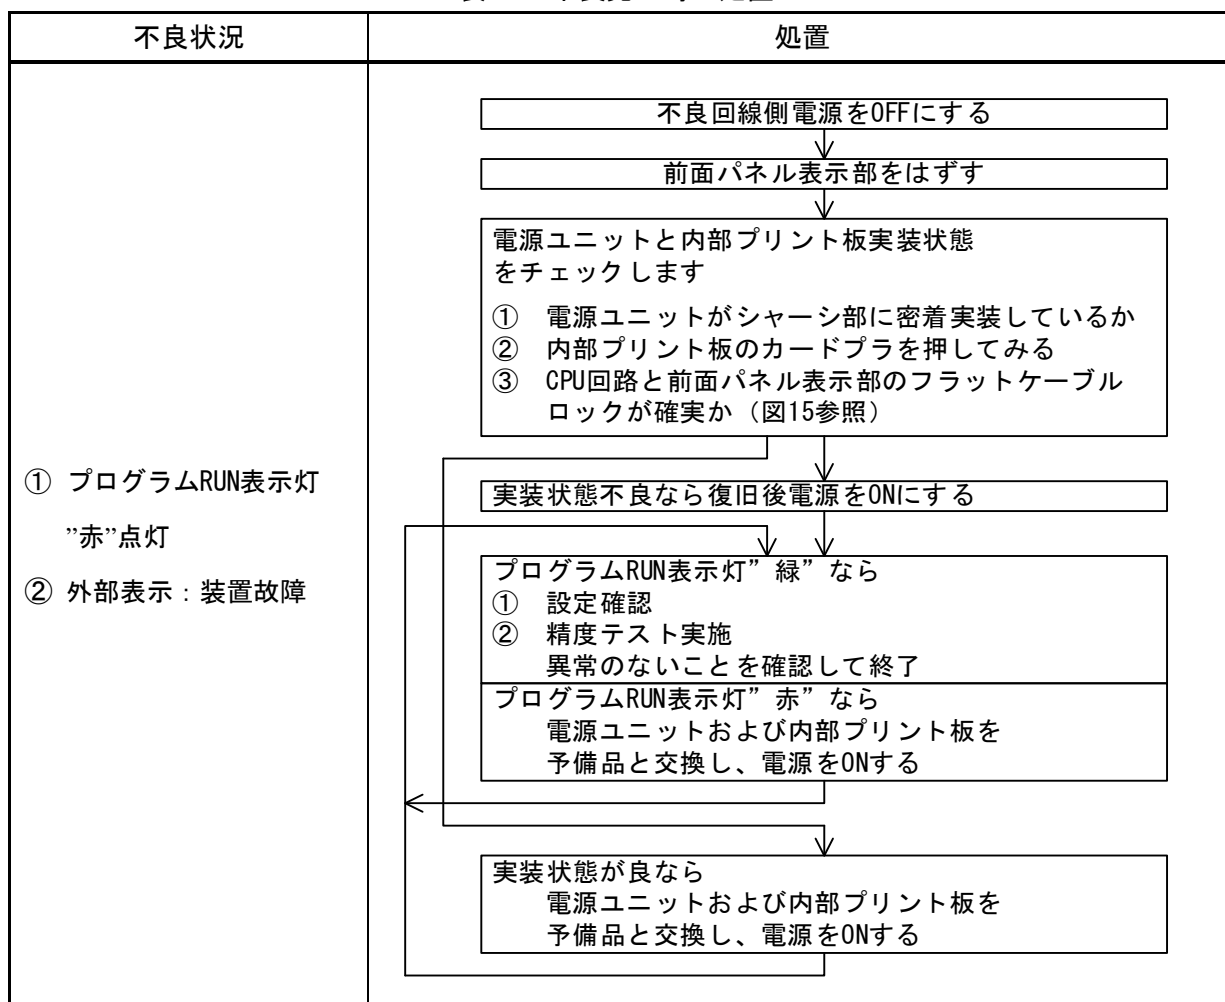 不良状況
処置
① プログラムRUN表示灯
”赤”点灯
② 外部表示：装置故障
不良回線側電源をOFFにする
前面パネル表示部をはずす
電源ユニットと内部プリント板実装状態
をチェックします
① 電源ユニットがシャーシ部に密着実装しているか
② 内部プリント板のカードプラを押してみる
③ CPU回路と前面パネル表示部のフラットケーブル
ロックが確実か（図15参照）
実装状態不良なら復旧後電源をONにする
プログラムRUN表示灯”緑”なら
① 設定確認
② 精度テスト実施
異常のないことを確認して終了
プログラムRUN表示灯”赤”なら
電源ユニットおよび内部プリント板を
予備品と交換し、電源をONする
実装状態が良なら
電源ユニットおよび内部プリント板を
予備品と交換し、電源をONする